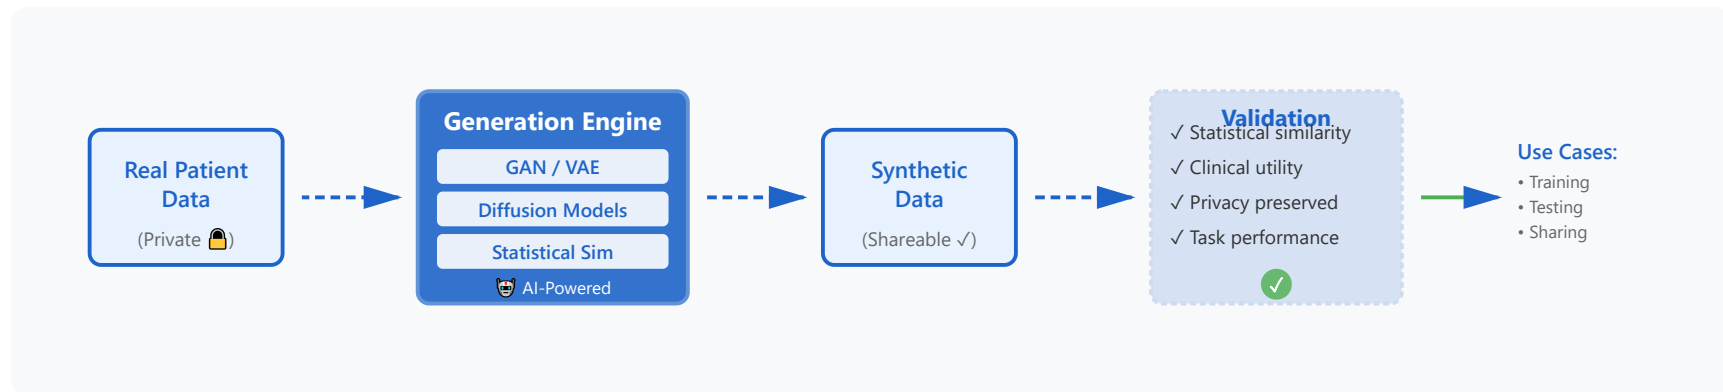 Real Patient
Data
(Private 🔒)
Generation Engine
GAN / VAE
Diffusion Models
Statistical Sim
🤖 AI-Powered
Synthetic
Data
(Shareable ✓)
Validation
✓ Statistical similarity
✓ Clinical utility
✓ Privacy preserved
✓ Task performance
✓
Use Cases:
• Training
• Testing
• Sharing